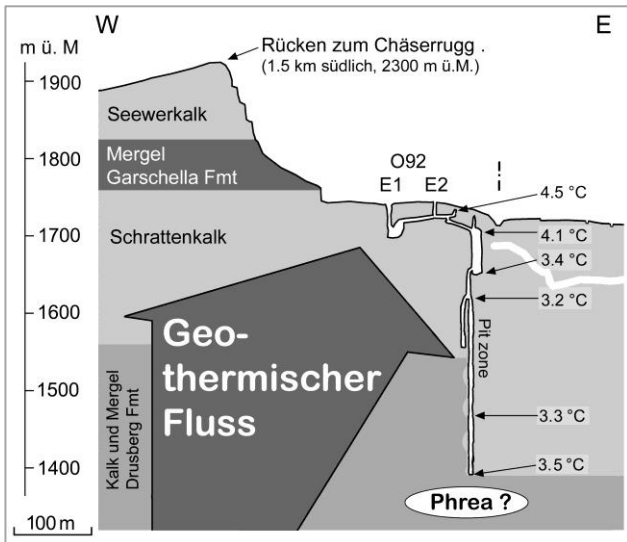 W
E
m ü. M
Rücken zum Chäserrugg .
(1.5 km südlich, 2300 m ü.M.)
1900
Seewerkalk
1800
Mergel
Garschella Fmt
O92
E1
E2
4.5 °C
1700
Schrattenkalk
4.1 °C
3.4 °C
1600
3.2 °C
Geo-
thermischer
Fluss
Pit zone
1500
Kalk und Mergel
Drusberg Fmt
3.3 °C
1400
3.5 °C
Phrea ?
100 m